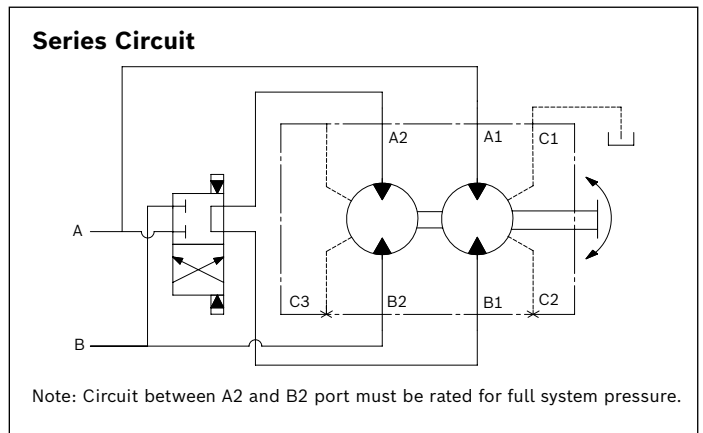 Series Circuit
A2
A1
C1
A
C3
B2
B1
C2
B
Note: Circuit between A2 and B2 port must be rated for full system pressure.